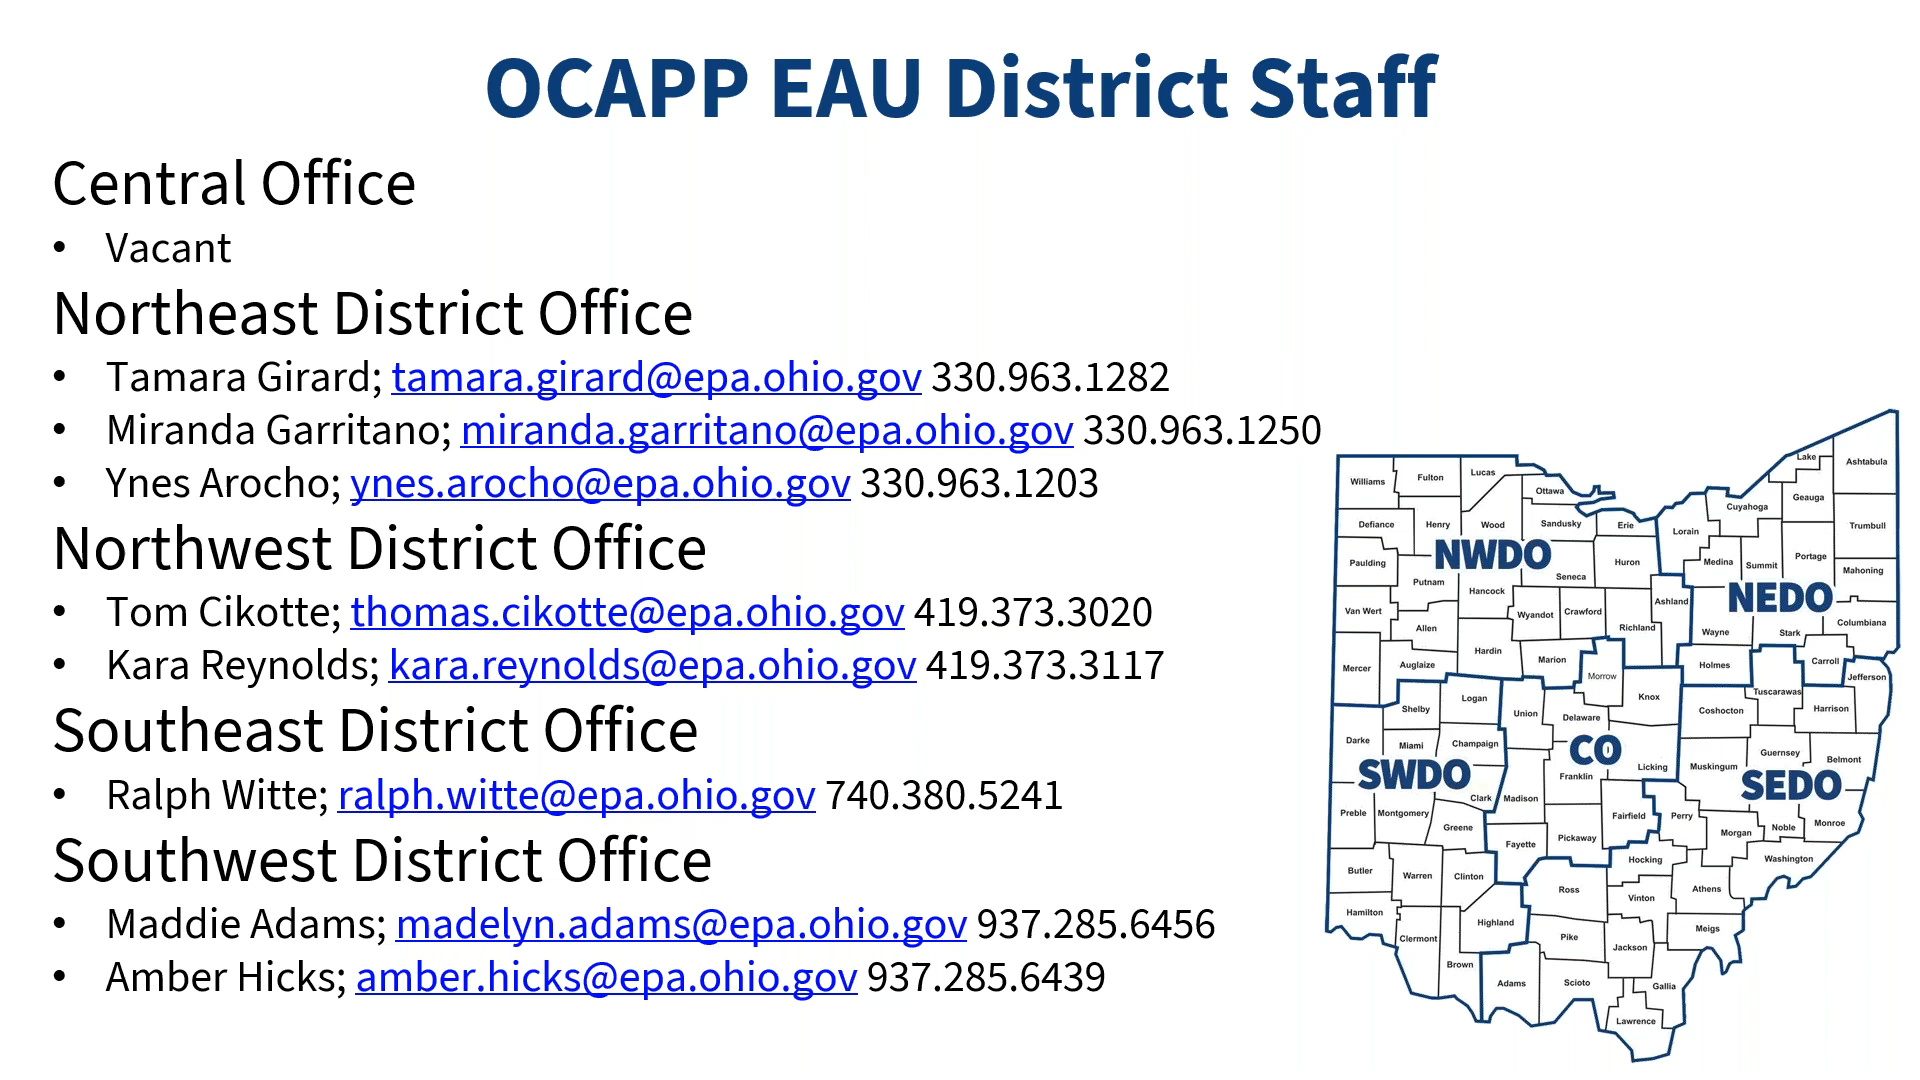 OCAPP EAU District Staff
Central Office
• Vacant
Northeast District Office
• Tamara Girard; tamara.girard@epa.ohio.gov 330.963.1282
• Miranda Garritano; miranda.garritano@epa.ohio.gov 330.963.1250
• Ynes Arocho; ynes.arocho@epa.ohio.gov 330.963.1203
Northwest District Office
• Tom Cikotte; thomas.cikotte@epa.ohio.gov 419.373.3020
• Kara Reynolds; kara.reynolds@epa.ohio.gov 419.373.3117
Southeast District Office
• Ralph Witte; ralph.witte@epa.ohio.gov 740.380.5241
Southwest District Office
• Maddie Adams; madelyn.adams@epa.ohio.gov 937.285.6456
• Amber Hicks; amber.hicks@epa.ohio.gov 937.285.6439
NWDO
Williams
Fulton
Lucas
Ottawa
Defiance
Henry
Wood
Sandusky
Erie
Paulding
Putnam
Seneca
Huron
Hancock
Van Wert
Allen
Wyandot
Crawford
Richland
Ashland
Mercer
Auglaize
Hardin
Marion
NEDO
Lake
Ashtabula
Geauga
Cuyahoga
Trumbull
Lorain
Medina
Summit
Portage
Mahoning
Wayne
Stark
Columbiana
Holmes
Carroll
CO
Morrow
Knox
Union
Delaware
Licking
Franklin
Madison
Fairfield
Fayette
Pickaway
SWDO
Logan
Shelby
Darke
Miami
Champaign
Clark
Preble
Montgomery
Greene
Butler
Warren
Clinton
Hamilton
Clermont
Highland
Brown
SEDO
Jefferson
Tuscarawas
Coshocton
Harrison
Guernsey
Belmont
Muskingum
Perry
Morgan
Noble
Monroe
Hocking
Washington
Ross
Vinton
Athens
Pike
Jackson
Meigs
Adams
Scioto
Gallia
Lawrence